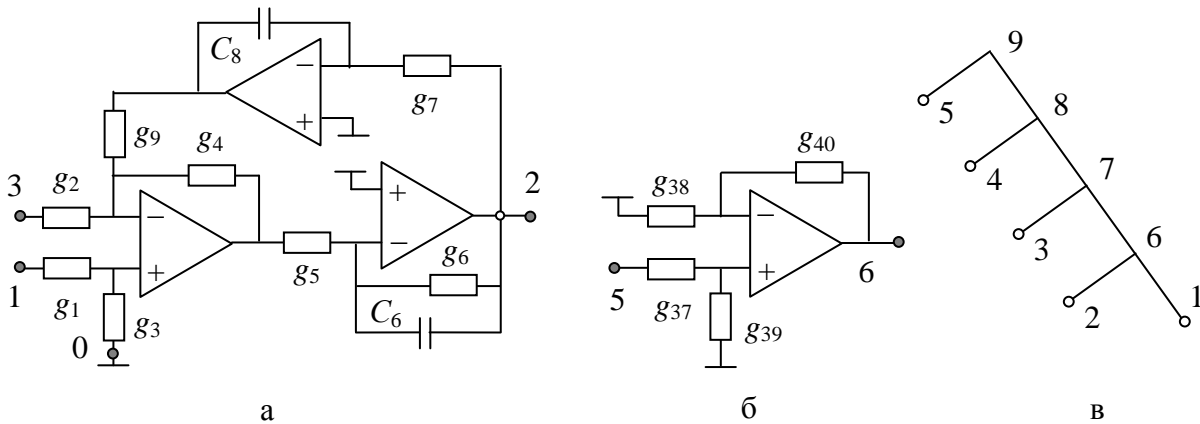 C₈
−
+
g₇
g₉
g₄
3
g₂
−
+
1
g₁
g₃
0
g₅
+
−
2
g₆
C₆
а
g₄₀
g₃₈
−
+
5
g₃₇
g₃₉
6
б
9
5
8
4
7
3
6
2
1
в